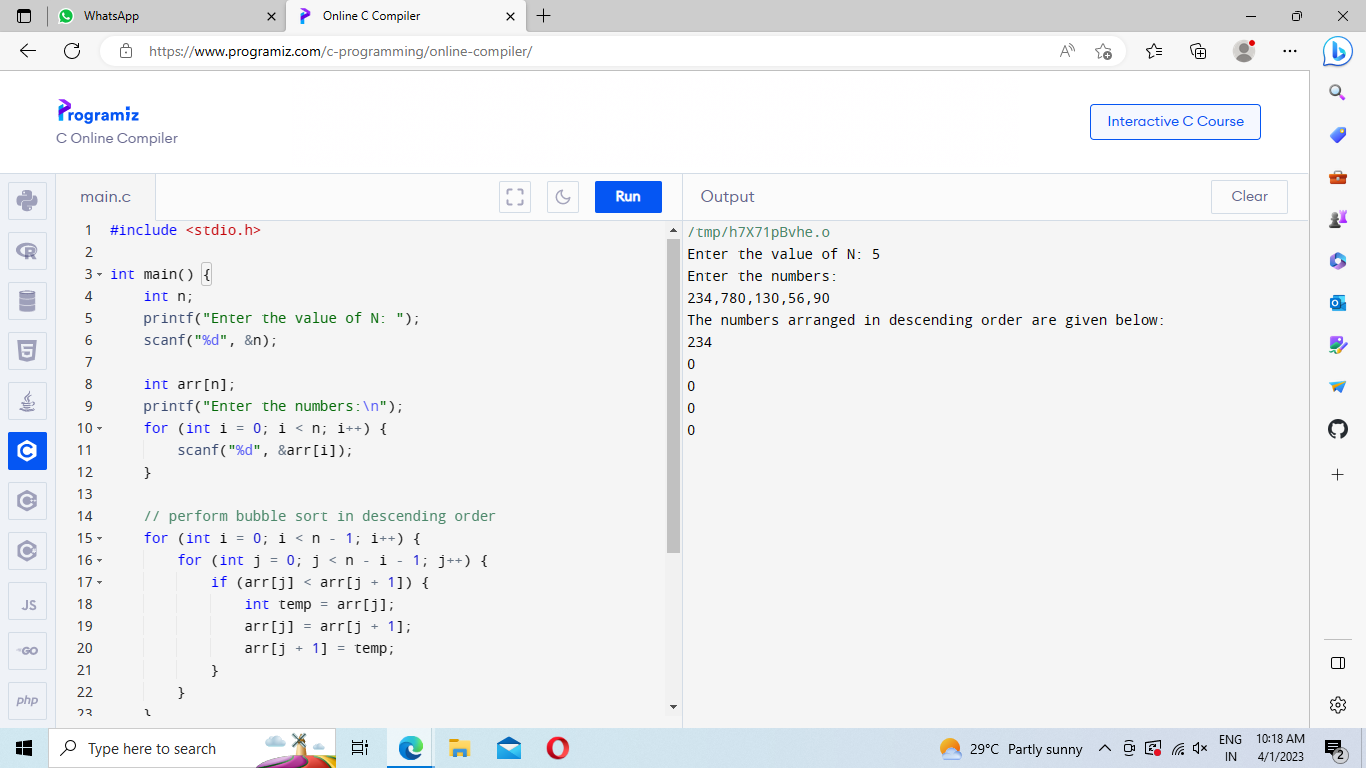 WhatsApp
Online C Compiler
https://www.programiz.com/c-programming/online-compiler/
Programiz
C Online Compiler
Interactive C Course
main.c
Run
Output
Clear
1 #include <stdio.h>
2
3 int main() {
4 int n;
5 printf("Enter the value of N: ");
6 scanf("%d", &n);
7
8 int arr[n];
9 printf("Enter the numbers:\n");
10 for (int i = 0; i < n; i++) {
11 scanf("%d", &arr[i]);
12 }
13
14 // perform bubble sort in descending order
15 for (int i = 0; i < n - 1; i++) {
16 for (int j = 0; j < n - i - 1; j++) {
17 if (arr[j] < arr[j + 1]) {
18 int temp = arr[j];
19 arr[j] = arr[j + 1];
20 arr[j + 1] = temp;
21 }
22 }
23 }
/tmp/h7X71pBvhe.o
Enter the value of N: 5
Enter the numbers:
234,780,130,56,90
The numbers arranged in descending order are given below:
234
0
0
0
0
JS
GO
php
Type here to search
29°C Partly sunny
ENG
IN
10:18 AM
4/1/2023
2